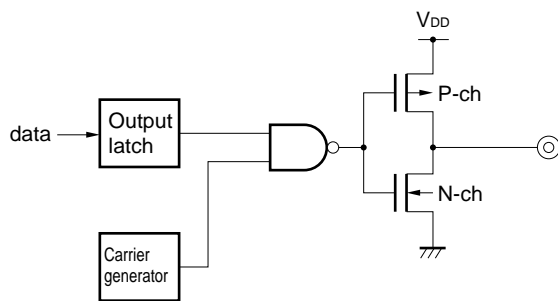 VDD
P-ch
data
Output
latch
N-ch
Carrier
generator